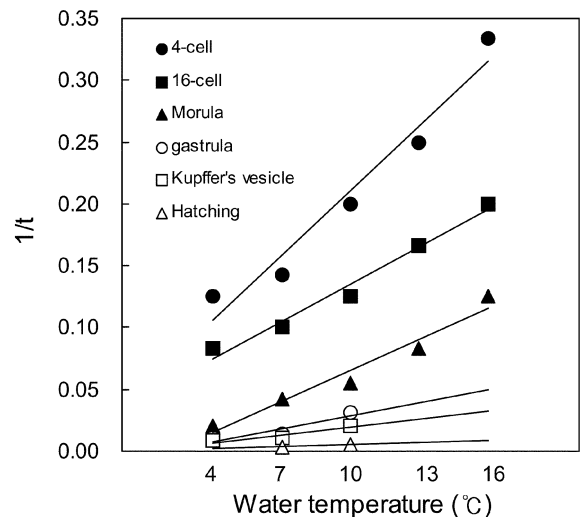 0.35
0.30
0.25
0.20
0.15
0.10
0.05
0.00
1/t
4-cell
16-cell
Morula
gastrula
Kupffer's vesicle
Hatching
4 7 10 13 16
Water temperature (℃)